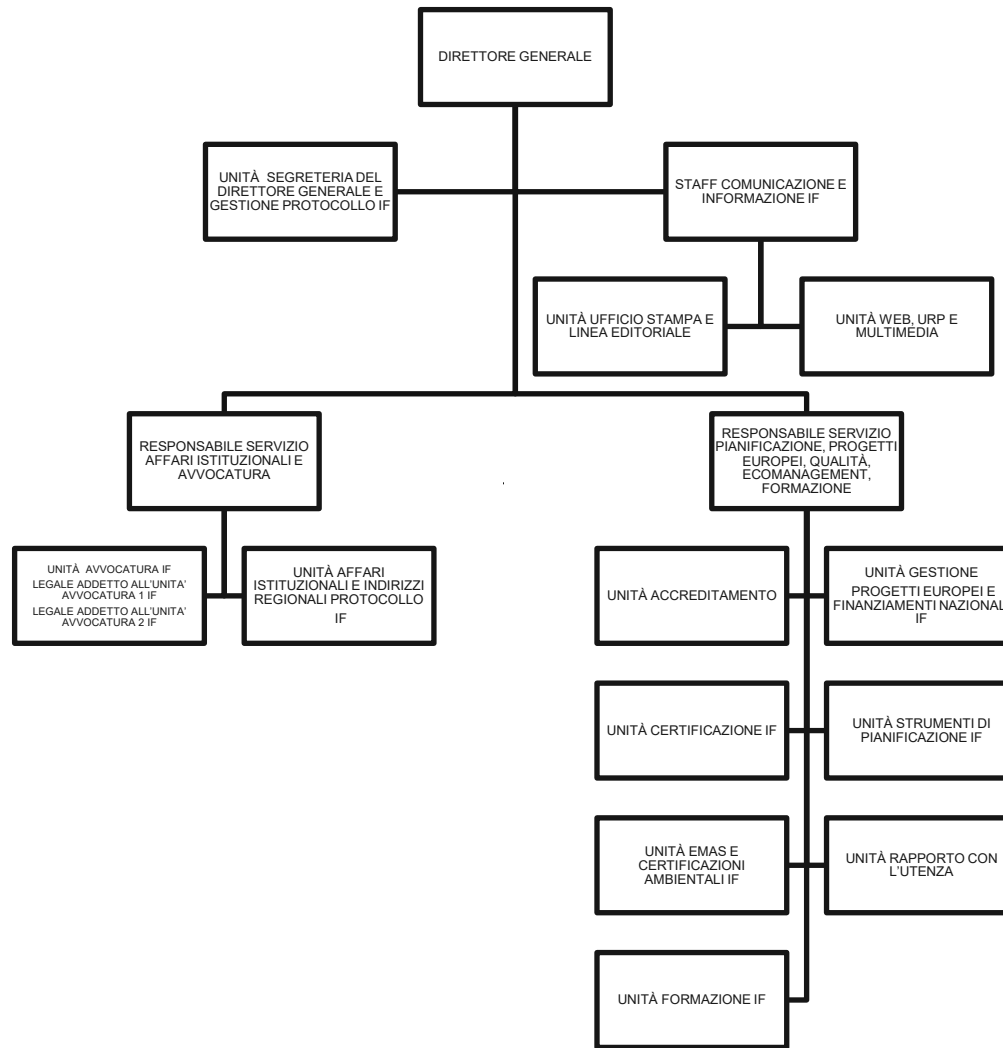 DIRETTORE GENERALE
UNITÀ SEGRETERIA DEL
DIRETTORE GENERALE E
GESTIONE PROTOCOLLO IF
STAFF COMUNICAZIONE E
INFORMAZIONE IF
UNITÀ UFFICIO STAMPA E
LINEA EDITORIALE
UNITÀ WEB, URP E
MULTIMEDIA
RESPONSABILE SERVIZIO
AFFARI ISTITUZIONALI E
AVVOCATURA
RESPONSABILE SERVIZIO
PIANIFICAZIONE, PROGETTI
EUROPEI, QUALITÀ,
ECOMANAGEMENT,
FORMAZIONE
UNITÀ AVVOCATURA IF
LEGALE ADDETTO ALL'UNITA'
AVVOCATURA 1 IF
LEGALE ADDETTO ALL'UNITA'
AVVOCATURA 2 IF
UNITÀ AFFARI
ISTITUZIONALI E INDIRIZZI
REGIONALI PROTOCOLLO
IF
UNITÀ ACCREDITAMENTO
UNITÀ GESTIONE
PROGETTI EUROPEI E
FINANZIAMENTI NAZIONALI
IF
UNITÀ CERTIFICAZIONE IF
UNITÀ STRUMENTI DI
PIANIFICAZIONE IF
UNITÀ EMAS E
CERTIFICAZIONI
AMBIENTALI IF
UNITÀ RAPPORTO CON
L'UTENZA
UNITÀ FORMAZIONE IF